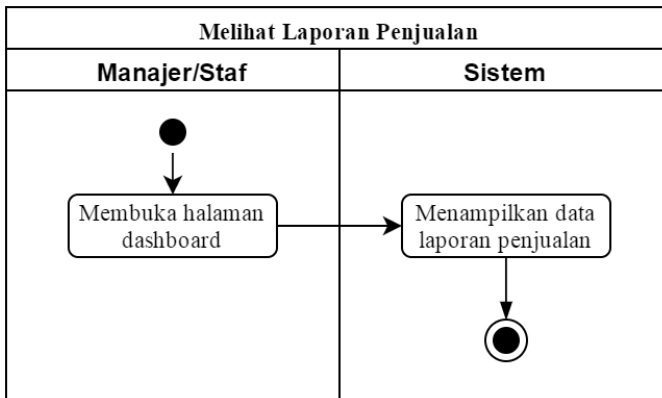 Melihat Laporan Penjualan
Manajer/Staf
Sistem
Membuka halaman
dashboard
Menampilkan data
laporan penjualan